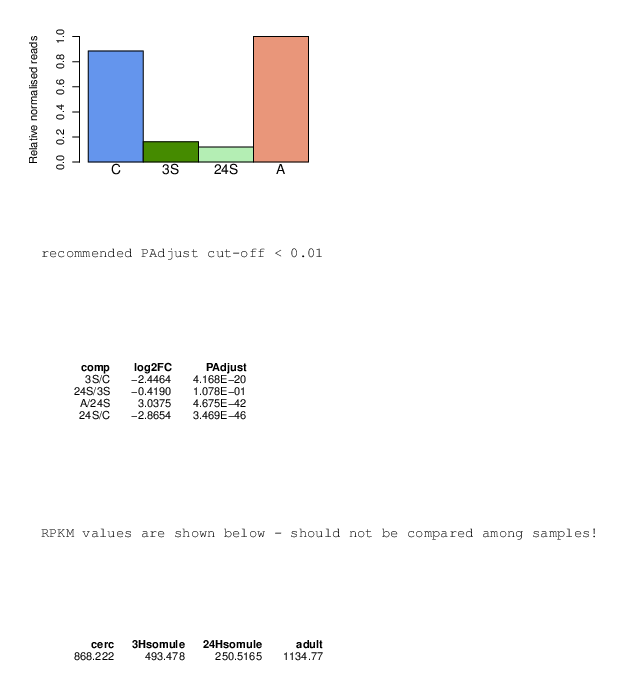 Relative normalised reads
1.0
0.8
0.6
0.4
0.2
0.0
C 3S 24S A
recommended PAdjust cut-off < 0.01
comp log2FC PAdjust
3S/C −2.4464 4.168E−20
24S/3S −0.4190 1.078E−01
A/24S 3.0375 4.675E−42
24S/C −2.8654 3.469E−46
RPKM values are shown below - should not be compared among samples!
cerc 3Hsomule 24Hsomule adult
868.222 493.478 250.5165 1134.77